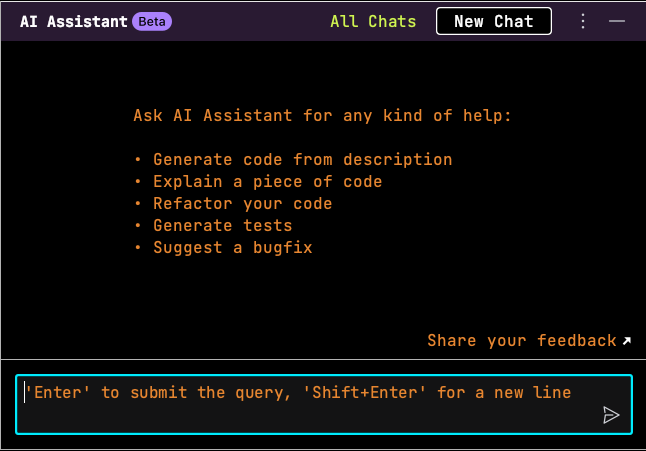 AI Assistant Beta All Chats New Chat
Ask AI Assistant for any kind of help:
• Generate code from description
• Explain a piece of code
• Refactor your code
• Generate tests
• Suggest a bugfix
Share your feedback ↗
'Enter' to submit the query, 'Shift+Enter' for a new line